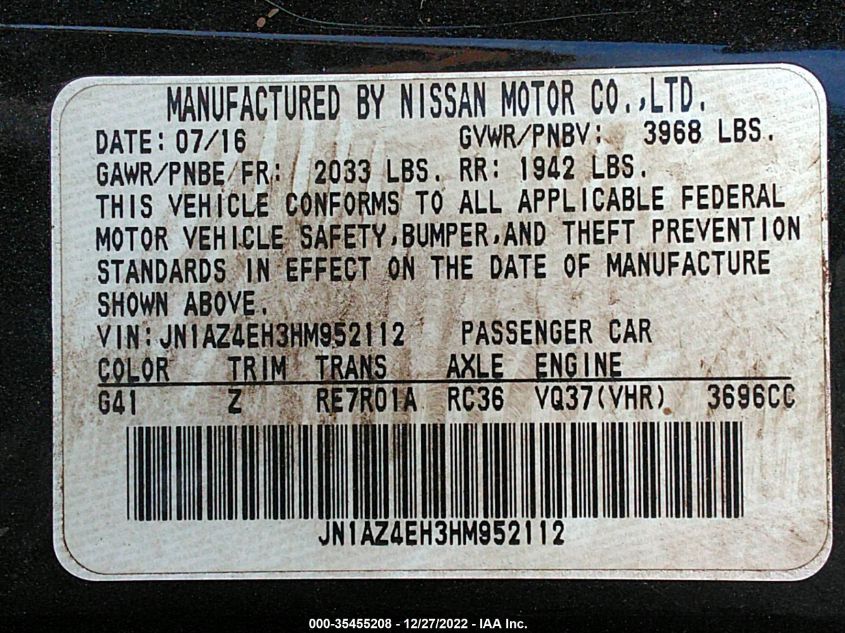 MANUFACTURED BY NISSAN MOTOR CO.,LTD.
DATE: 07/16 GVWR/PNBV: 3968 LBS.
GAWR/PNBE FR: 2033 LBS. RR: 1942 LBS.
THIS VEHICLE CONFORMS TO ALL APPLICABLE FEDERAL
MOTOR VEHICLE SAFETY,BUMPER,AND THEFT PREVENTION
STANDARDS IN EFFECT ON THE DATE OF MANUFACTURE
SHOWN ABOVE.
VIN:JN1AZ4EH3HM952112 PASSENGER CAR
COLOR TRIM TRANS AXLE ENGINE
G41 Z RE7R01A RC36 VQ37(VHR) 3696CC
JN1AZ4EH3HM952112
000-35455208 - 12/27/2022 - IAA Inc.